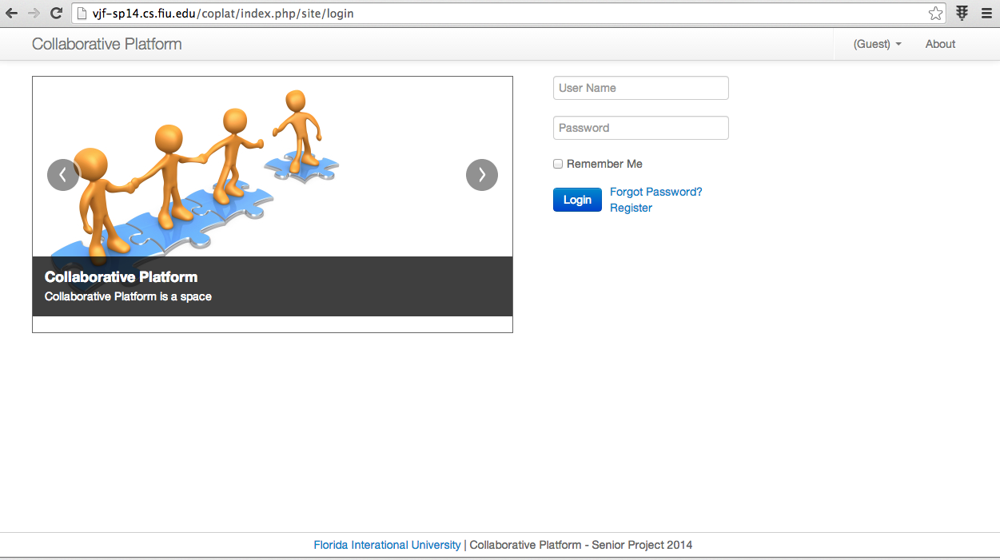 vjf-sp14.cs.fiu.edu/coplat/index.php/site/login
Collaborative Platform
(Guest)
About
User Name
Password
Remember Me
Login
Forgot Password?
Register
Collaborative Platform
Collaborative Platform is a space
Florida Interational University | Collaborative Platform - Senior Project 2014